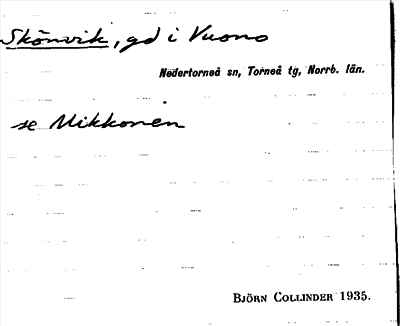 Skönvik, gd i Vuono
Nedertorneå sn, Torneå tg, Norrb. län.
se Mikkonen
BJÖRN COLLINDER 1935.